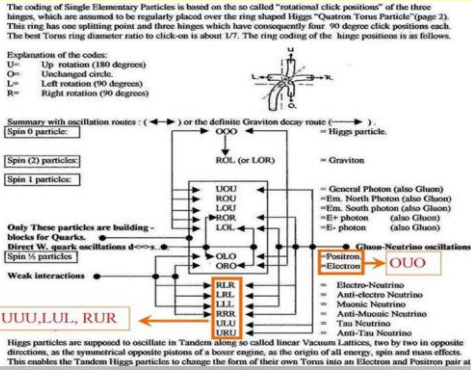 The coding of Single Elementary Particles is based on the so called "rotational click positions" of the three
hinges, which are assumed to be regularly placed over the ring shaped Higgs "Quatron Torus Particle"(page 2).
This ring has one splitting point and three hinges which have consequently four 90 degree click positions each.
The best Torus ring diameter ratio to click-on is about 1/7. The ring coding of the hinge positions is as follows.
Explanation of the codes:
U= Up rotation (180 degrees)
O= Unchanged circle.
L= Left rotation (90 degrees)
R= Right rotation (90 degrees)
U
L R
O
Summary with oscillation routes : ( ) or the definite Graviton decay route ( ) .
Spin 0 particle: OOO = Higgs particle.
Spin (2) particles: ROL (or LOR) = Graviton
Spin 1 particles:
UOU = General Photon (also Gluon)
ROU =Em. North Photon (also Gluon)
LOU =Em. South photon (also Gluon)
ROR =E+ photon (also Gluon)
Only These particles are building - LOL =E- photon (also Gluon)
blocks for Quarks.
Direct W. quark oscillations d<=>s.. Gluon-Neutrino oscillations
Spin ½ particles OLO =Positron.
ORO =Electron OUO
Weak interactions
RLR = Electro-Neutrino
LRL = Anti-electro Neutrino
LLL = Muonic Neutrino
UUU,LUL, RUR RRR = Anti-Muonic Neutrino
ULU = Tau Neutrino
URU = Anti-Tau Neutrino
Higgs particles are supposed to oscillate in Tandem along so called linear Vacuum Lattices, two by two in opposite
directions, as the symmetrical opposite pistons of a boxer engine, as the origin of all energy, spin and mass effects.
This enables the Tandem Higgs particles to change the form of their own Torus into an Electron and Positron pair at